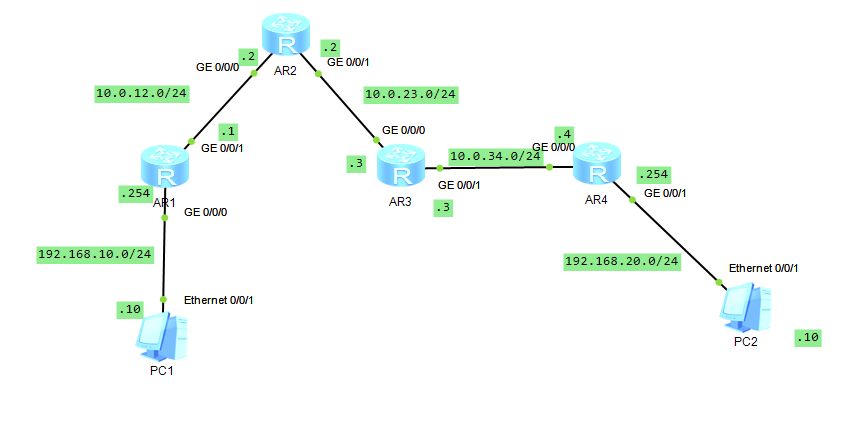 .2
.2
GE 0/0/0
GE 0/0/1
R
AR2
10.0.12.0/24
10.0.23.0/24
.1
GE 0/0/0
.4
GE 0/0/1
GE 0/0/0
10.0.34.0/24
.3
R
R
R
.254
GE 0/0/1
GE 0/0/1
.254
AR1
AR3
AR4
.3
GE 0/0/0
192.168.10.0/24
192.168.20.0/24
Ethernet 0/0/1
Ethernet 0/0/1
.10
PC1
PC2
.10